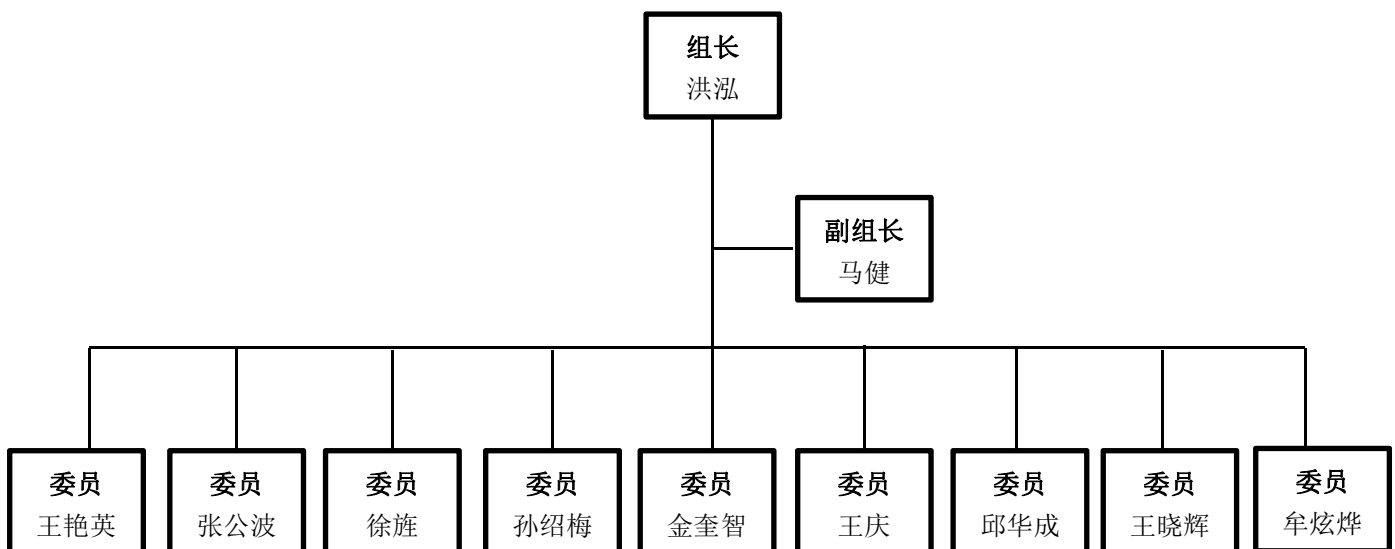 组长
洪泓
副组长
马健
委员
王艳英
委员
张公波
委员
徐旌
委员
孙绍梅
委员
金奎智
委员
王庆
委员
邱华成
委员
王晓辉
委员
牟炫烨